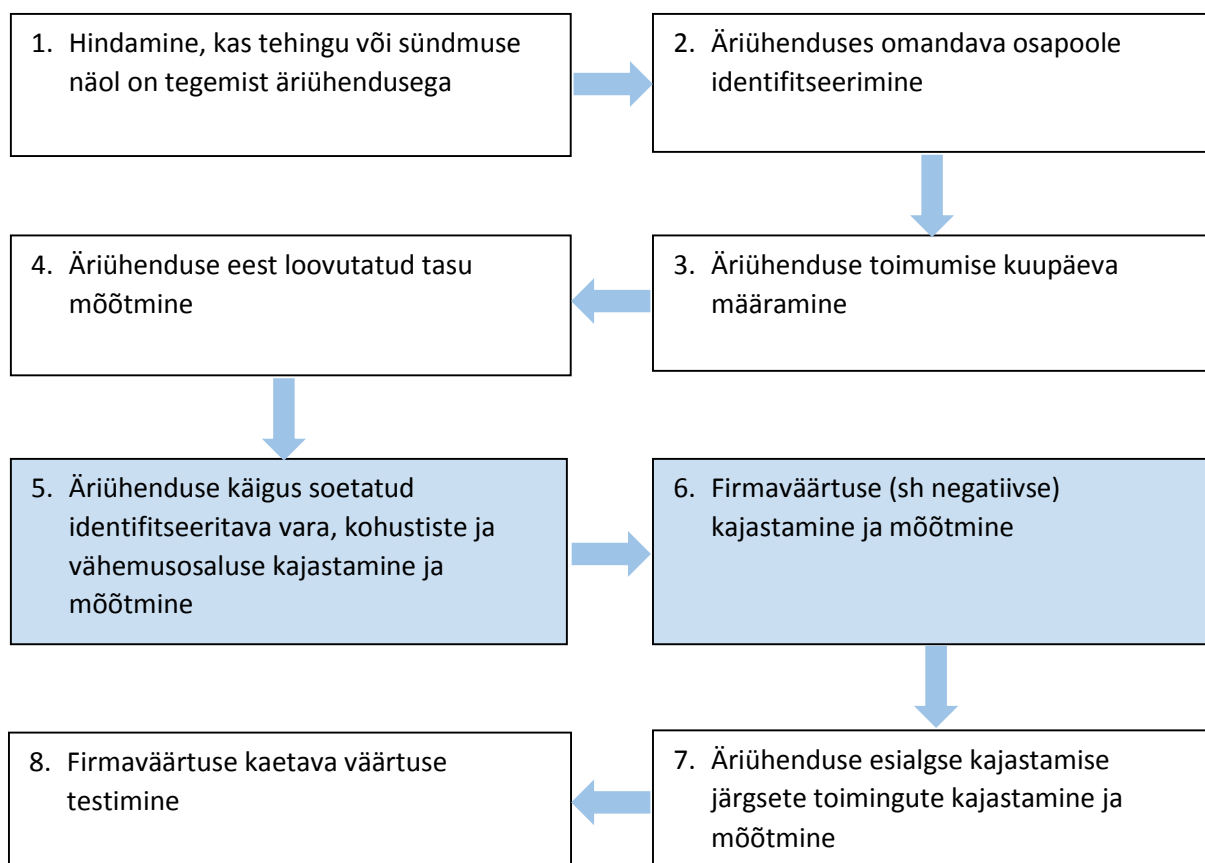 1. Hindamine, kas tehingu või sündmuse
näol on tegemist äriühendusega
2. Äriühenduses omandava osapoole
identifitseerimine
3. Äriühenduse toimumise kuupäeva
määramine
4. Äriühenduse eest loovutatud tasu
mõõtmine
5. Äriühenduse käigus soetatud
identifitseeritava vara, kohustiste ja
vähemusosaluse kajastamine ja
mõõtmine
6. Firmaväärtuse (sh negatiivse)
kajastamine ja mõõtmine
7. Äriühenduse esialgse kajastamise
järgsete toimingute kajastamine ja
mõõtmine
8. Firmaväärtuse kaetava väärtuse
testimine